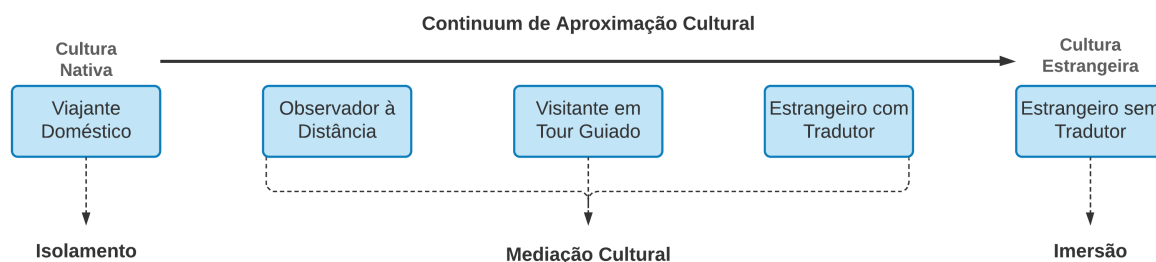 Continuum de Aproximação Cultural
Cultura
Nativa
Cultura
Estrangeira
Viajante
Doméstico
Observador à
Distância
Visitante em
Tour Guiado
Estrangeiro com
Tradutor
Estrangeiro sem
Tradutor
Isolamento
Mediação Cultural
Imersão